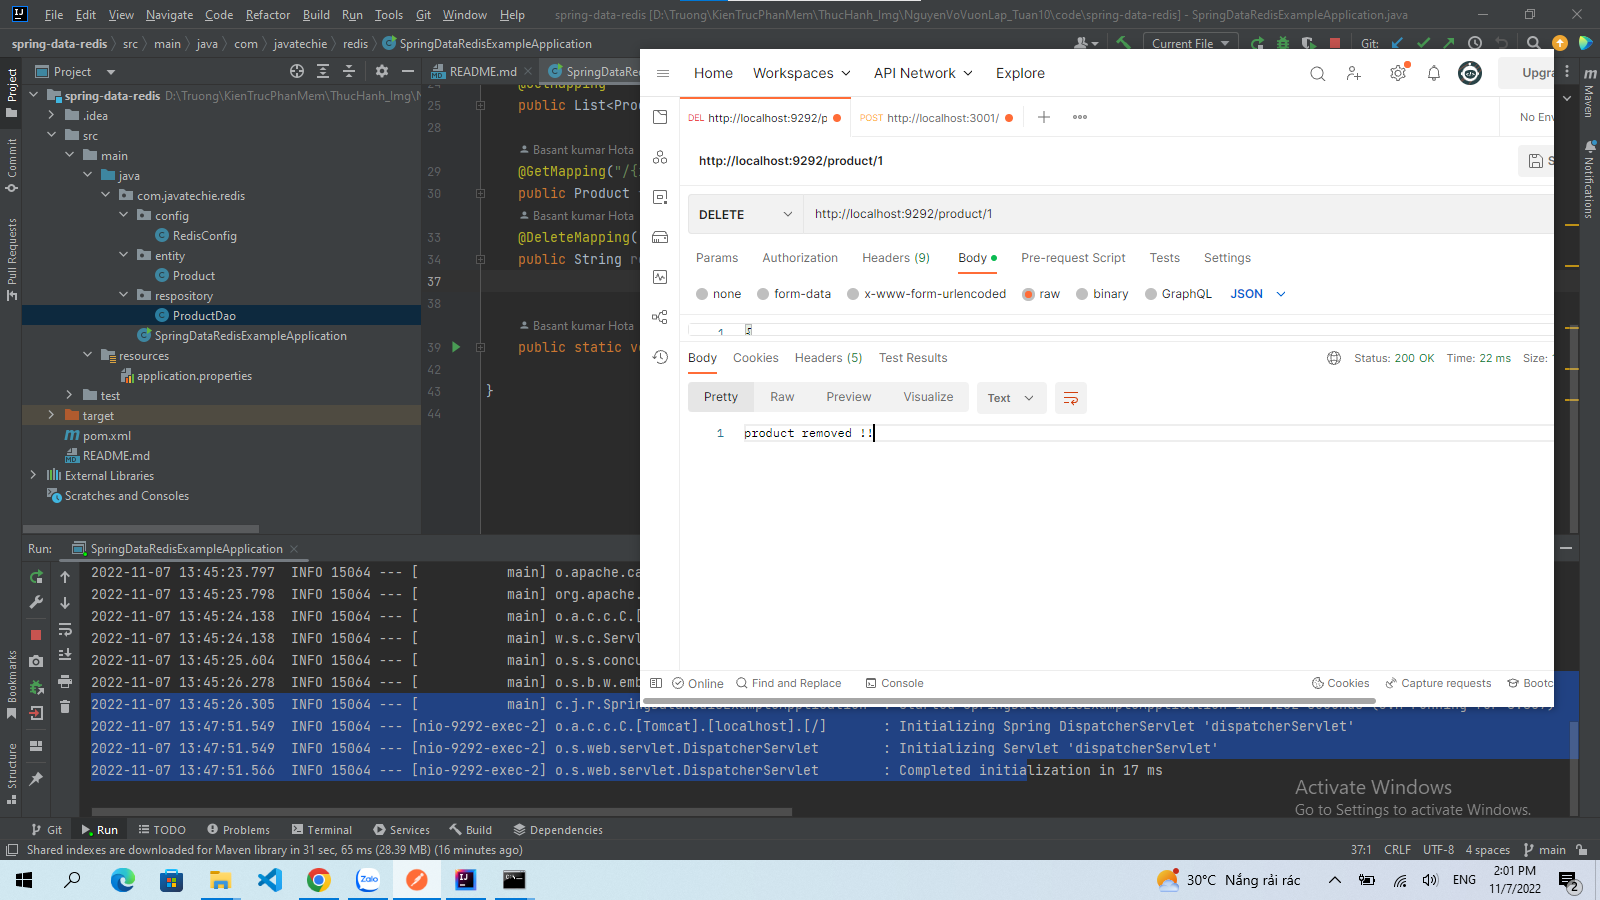 File Edit View Navigate Code Refactor Build Run Tools Git Window Help spring-data-redis [D:\Truong\KienTrucPhanMem\ThucHanh_lmg\NguyenVoVuonLap_Tuan10\code\spring-data-redis] - SpringDataRedisExampleApplication.java
spring-data-redis src main java com javatechie redis SpringDataRedisExampleApplication Current File Git:
Project
README.md
SpringDataRe
spring-data-redis D:\Truong\KienTrucPhanMem\ThucHanh_lmg\N
.idea
src
main
java
com.javatechie.redis
config
RedisConfig
entity
Product
respository
ProductDao
SpringDataRedisExampleApplication
resources
application.properties
test
target
pom.xml
README.md
External Libraries
Scratches and Consoles
Project
Commit
Pull Requests
Bookmarks
Structure
24 @GetMapping
25 public List<Pro
28
Basant kumar Hota
29 @GetMapping("/{
30 public Product
Basant kumar Hota
33 @DeleteMapping(
34 public String r
37
38
Basant kumar Hota
39 public static v
42
43 }
44
Home Workspaces API Network Explore Upgra
DEL http://localhost:9292/p POST http://localhost:3001/ No Env
http://localhost:9292/product/1 S
DELETE http://localhost:9292/product/1
Params Authorization Headers (9) Body Pre-request Script Tests Settings
none form-data x-www-form-urlencoded raw binary GraphQL JSON
1 {
Body Cookies Headers (5) Test Results Status: 200 OK Time: 22 ms Size:
Pretty Raw Preview Visualize Text
1 product removed !!
Online Find and Replace Console Cookies Capture requests Bootc
Maven
Notifications
Run: SpringDataRedisExampleApplication
2022-11-07 13:45:23.797 INFO 15064 --- [ main] o.apache.ca
2022-11-07 13:45:23.798 INFO 15064 --- [ main] org.apache.
2022-11-07 13:45:24.138 INFO 15064 --- [ main] o.a.c.c.C.[
2022-11-07 13:45:24.138 INFO 15064 --- [ main] w.s.c.Servl
2022-11-07 13:45:25.604 INFO 15064 --- [ main] o.s.s.concu
2022-11-07 13:45:26.278 INFO 15064 --- [ main] o.s.b.w.emb
2022-11-07 13:45:26.305 INFO 15064 --- [ main] c.j.r.SpringDataRedisExampleApplication : Started SpringDataRedisExampleApplication in
2022-11-07 13:47:51.549 INFO 15064 --- [nio-9292-exec-2] o.a.c.c.C.[Tomcat].[localhost].[/] : Initializing Spring DispatcherServlet 'dispatcherServlet'
2022-11-07 13:47:51.549 INFO 15064 --- [nio-9292-exec-2] o.s.web.servlet.DispatcherServlet : Initializing Servlet 'dispatcherServlet'
2022-11-07 13:47:51.566 INFO 15064 --- [nio-9292-exec-2] o.s.web.servlet.DispatcherServlet : Completed initialization in 17 ms
Activate Windows
Go to Settings to activate Windows.
Git Run TODO Problems Terminal Services Build Dependencies
Shared indexes are downloaded for Maven library in 31 sec, 65 ms (28.39 MB) (16 minutes ago) 37:1 CRLF UTF-8 4 spaces main
Zalo 30°C Nắng rải rác ENG 2:01 PM
11/7/2022 2